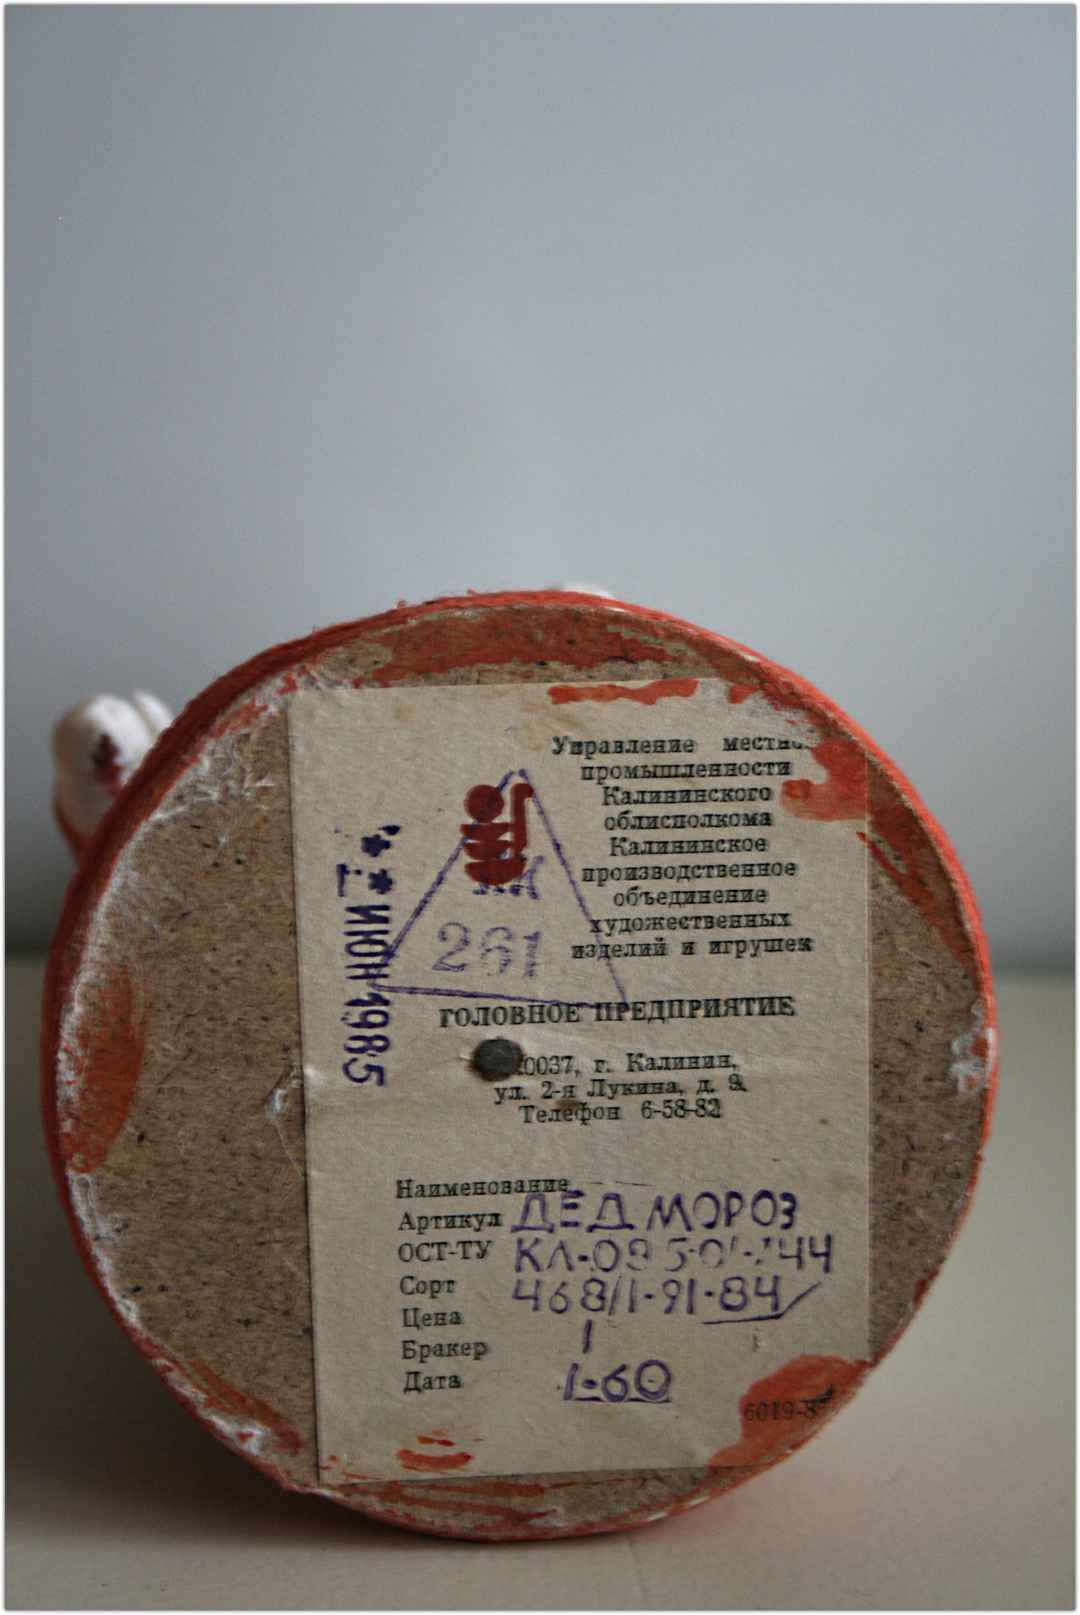 Управление
промышленности
Калининского
облисполкома
Калининское
производственное
объединение
художественных
изделий и игрушек
261
ИЮН 1985
ГОЛОВНОЕ ПРЕДПРИЯТИЕ
г. Калинин,
ул. 2-я Лукина, д. 9.
Телефон 6-58-82
Наименование
Артикул ДЕД МОРОЗ
ОСТ-ТУ
Сорт 468/1-91-84
Цена
Бракер 1
Дата 1-60